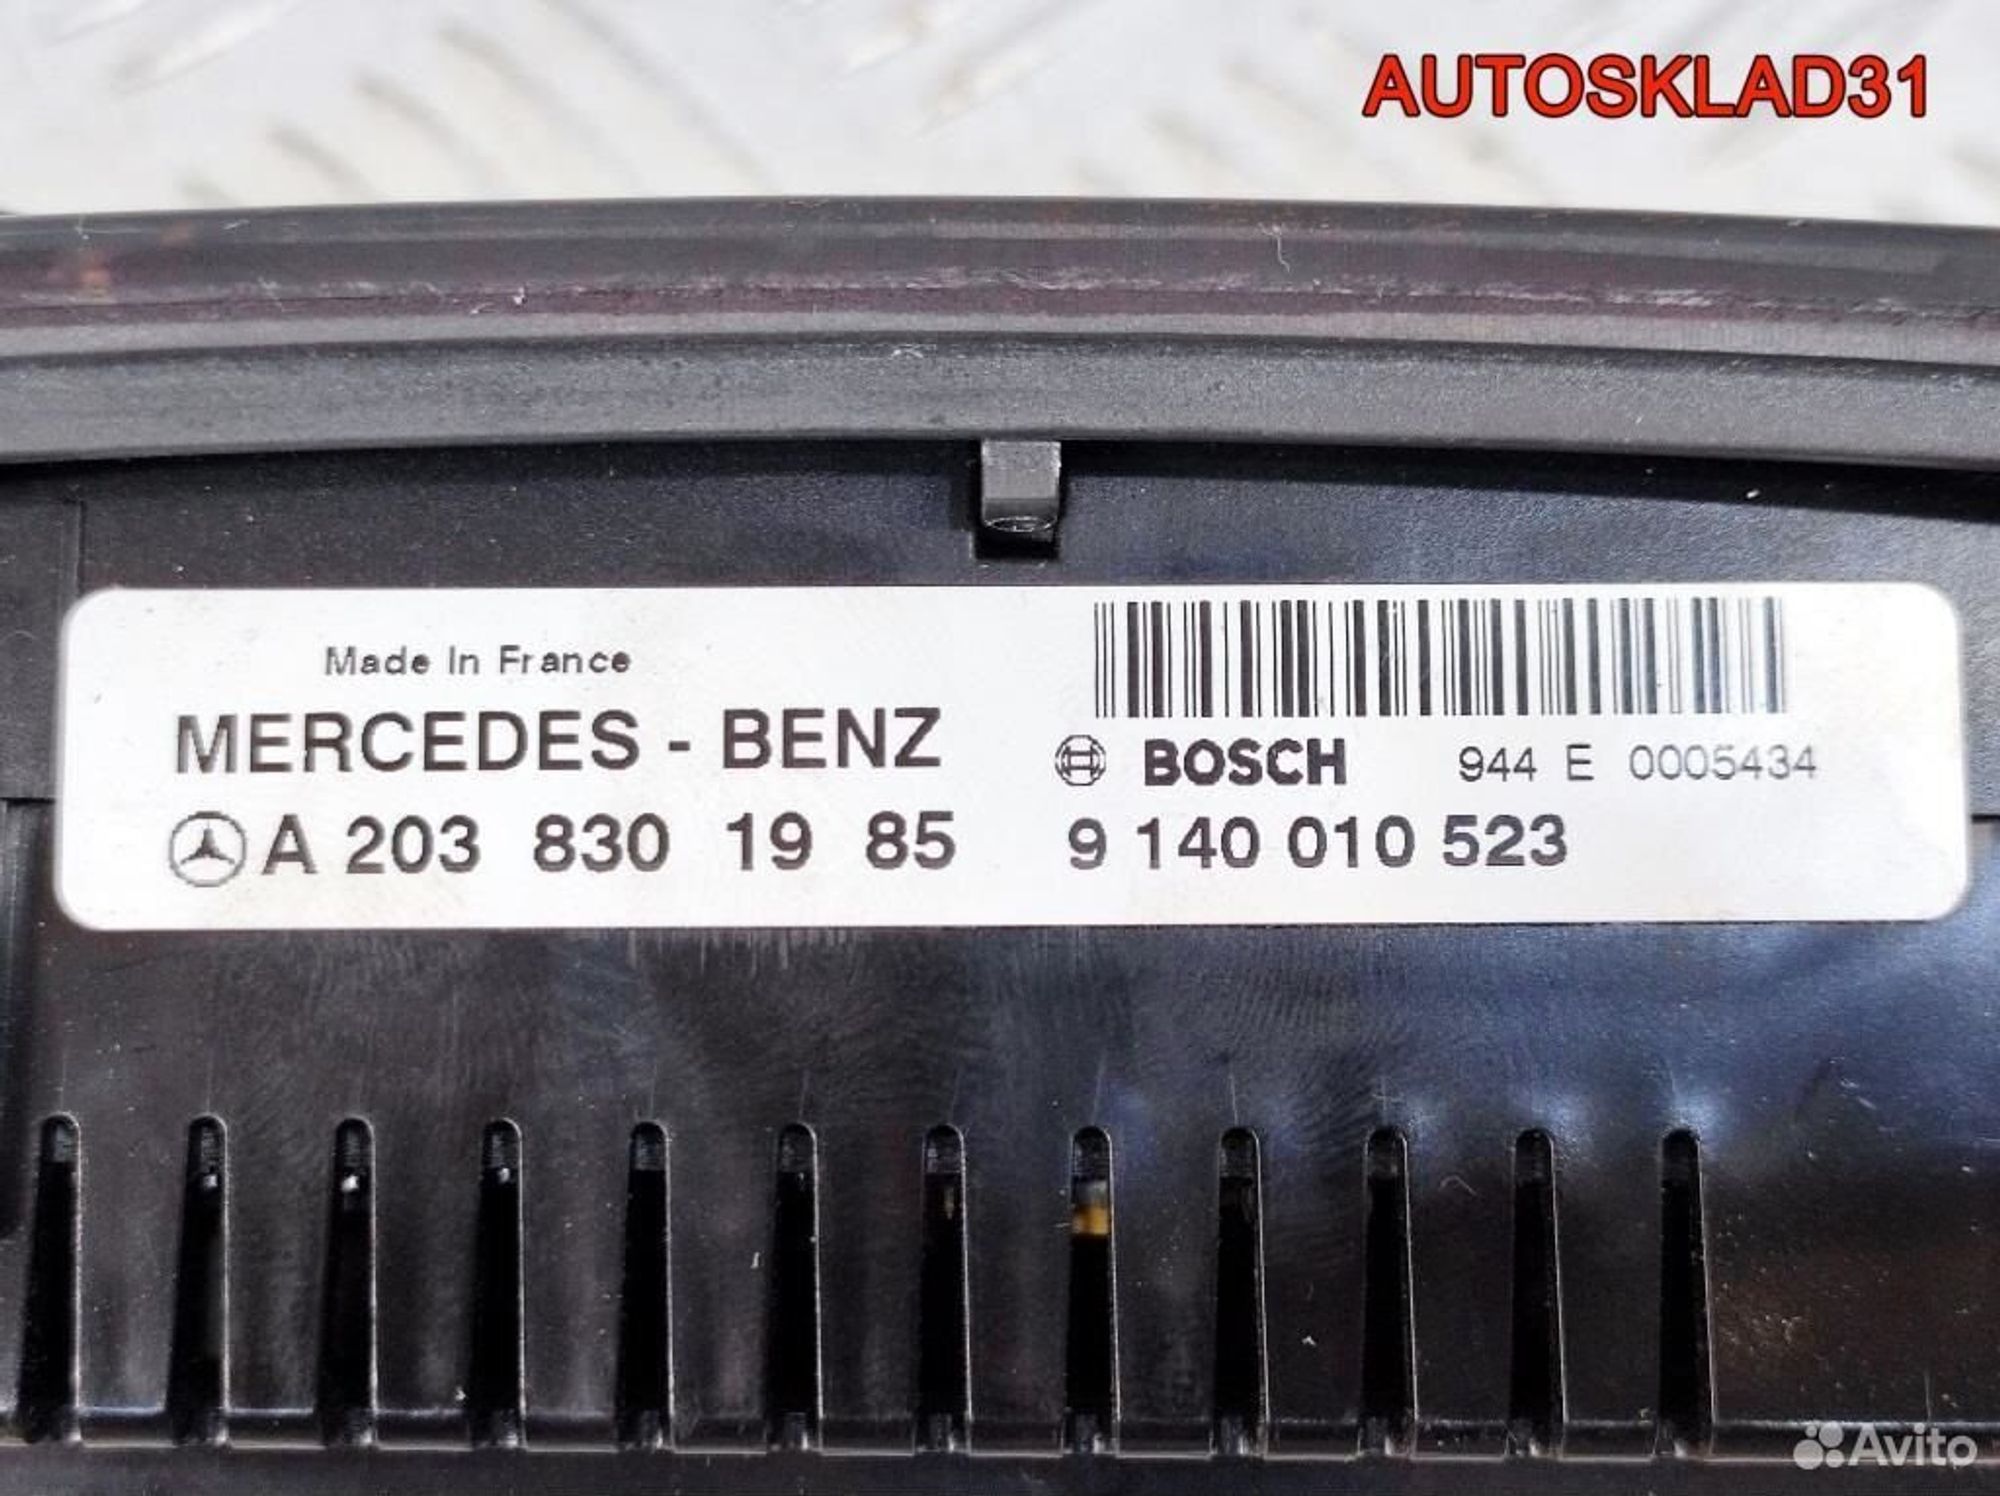 AUTOSKLAD31
Made In France
MERCEDES - BENZ
A 203 830 19 85
BOSCH 944 E 0005434
9 140 010 523
Avito